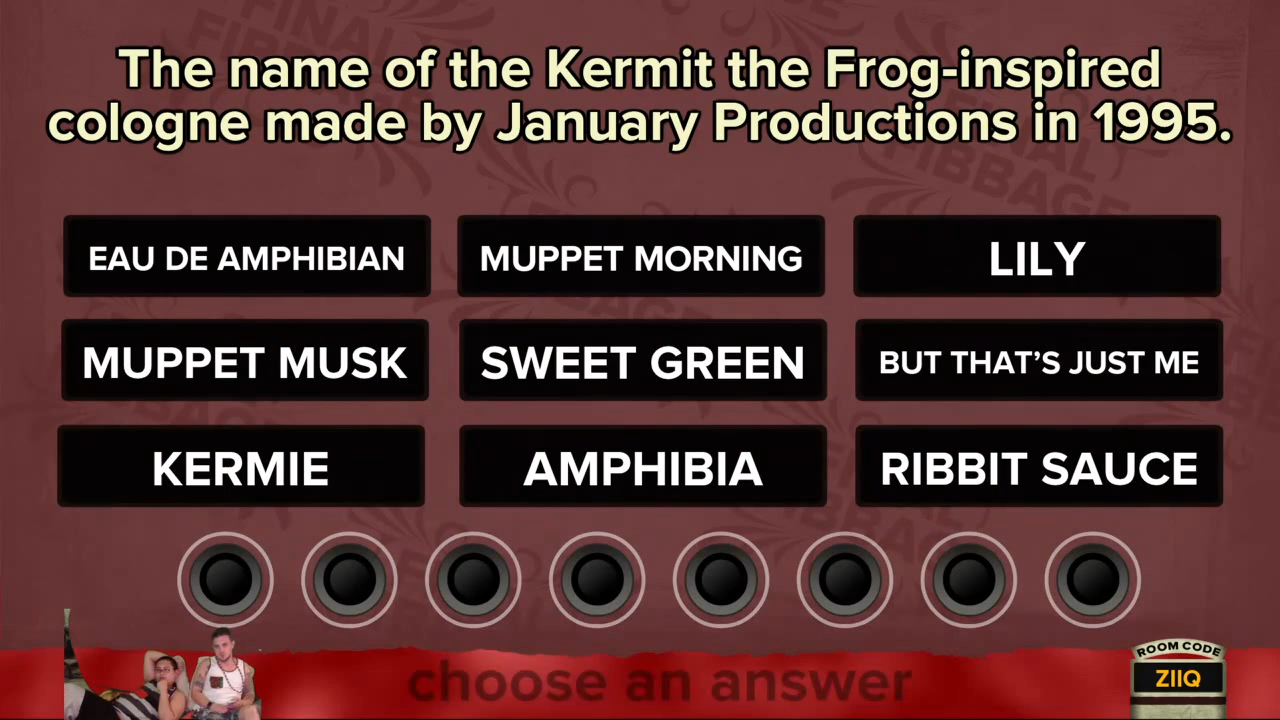 The name of the Kermit the Frog-inspired
cologne made by January Productions in 1995.
EAU DE AMPHIBIAN
MUPPET MORNING
LILY
MUPPET MUSK
SWEET GREEN
BUT THAT'S JUST ME
KERMIE
AMPHIBIA
RIBBIT SAUCE
choose an answer
ROOM CODE
ZIIQ